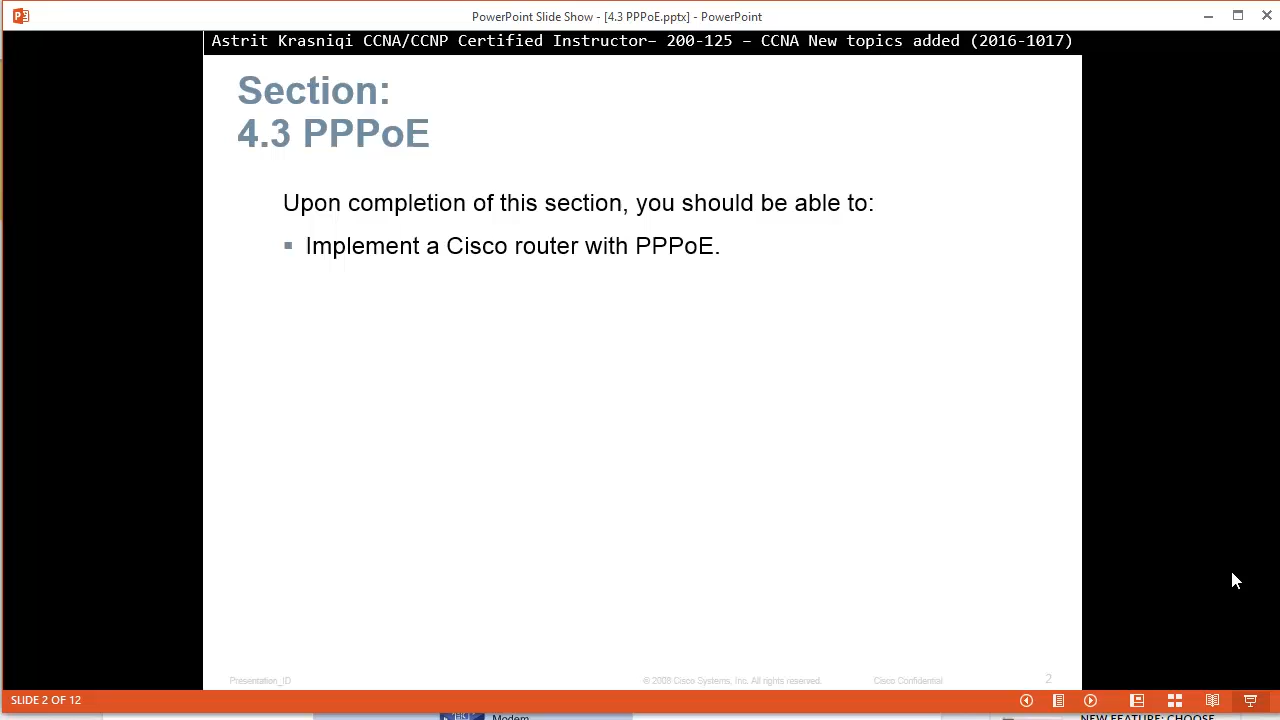 PowerPoint Slide Show - [4.3 PPPoE.pptx] - PowerPoint
Astrit Krasniqi CCNA/CCNP Certified Instructor– 200-125 – CCNA New topics added (2016-1017)
Section:
4.3 PPPoE
Upon completion of this section, you should be able to:
Implement a Cisco router with PPPoE.
Presentation_ID
© 2008 Cisco Systems, Inc. All rights reserved.
Cisco Confidential
2
SLIDE 2 OF 12
Modem
NEW FEATURE: CHOOSE